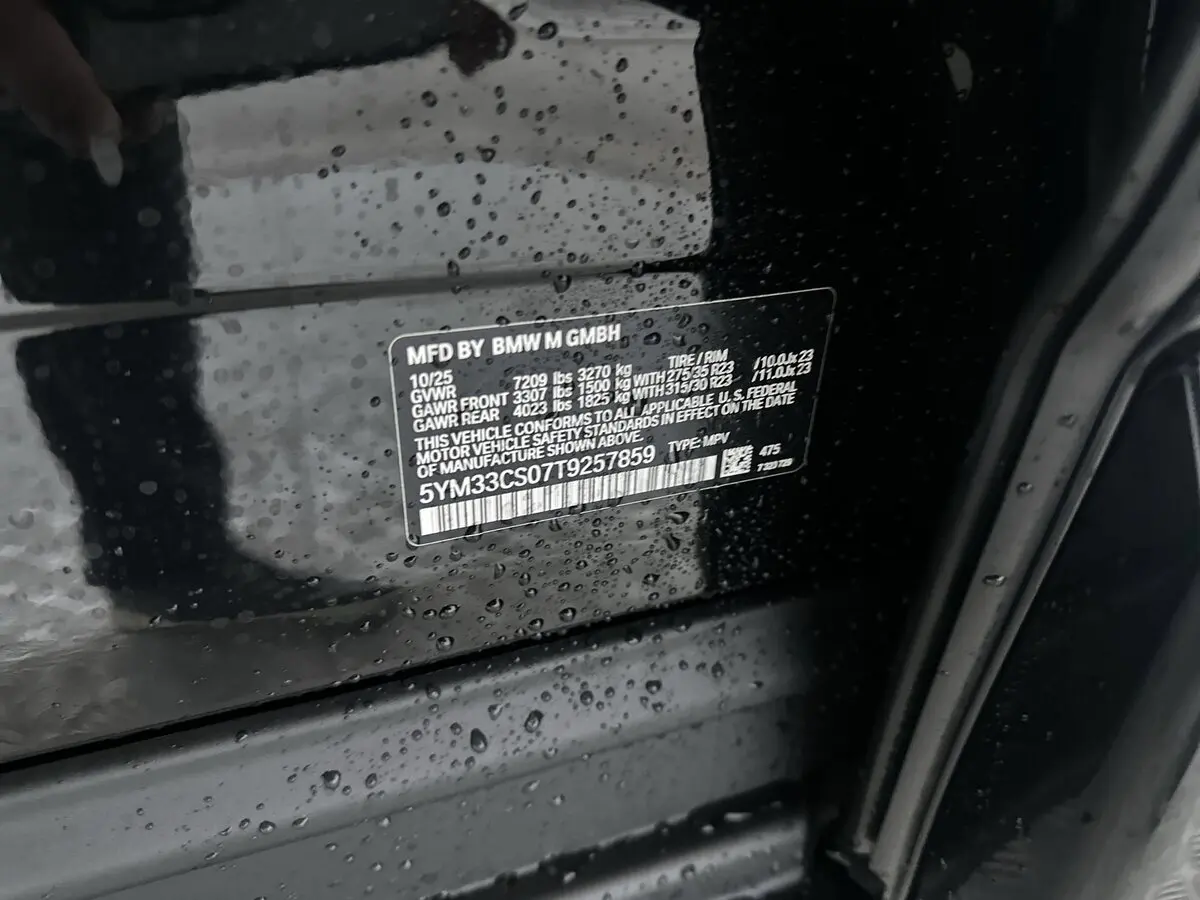 MFD BY BMW M GMBH
10/25 TIRE / RIM
GVWR 7209 lbs 3270 kg
GAWR FRONT 3307 lbs 1500 kg WITH 275/35 R23 /10.0Jx 23
GAWR REAR 4023 lbs 1825 kg WITH 315/30 R23 /11.0Jx 23
THIS VEHICLE CONFORMS TO ALL APPLICABLE U.S. FEDERAL
MOTOR VEHICLE SAFETY STANDARDS IN EFFECT ON THE DATE
OF MANUFACTURE SHOWN ABOVE. TYPE: MPV
5YM33CS07T9257859
475